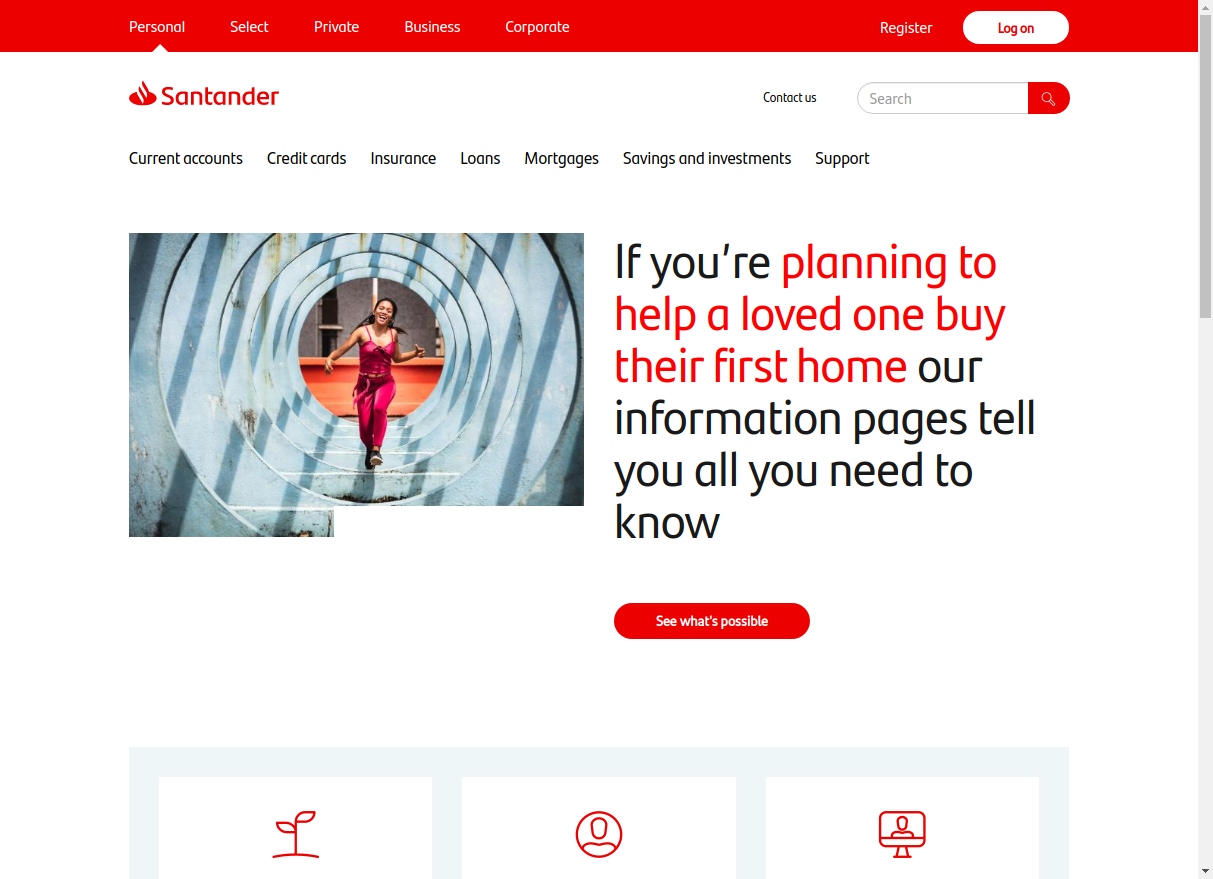 Personal Select Private Business Corporate Register Log on
Santander
Contact us Search
Current accounts Credit cards Insurance Loans Mortgages Savings and investments Support
If you're planning to
help a loved one buy
their first home our
information pages tell
you all you need to
know
See what's possible